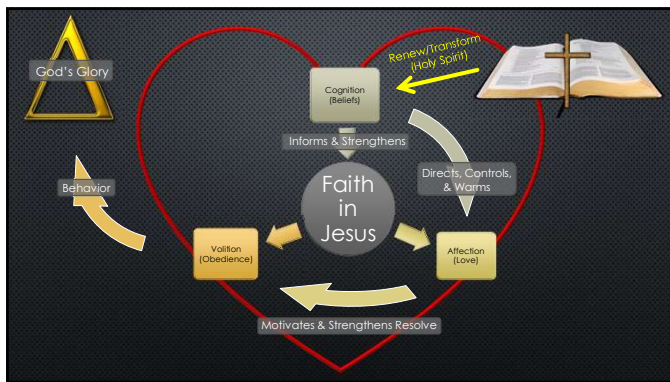 God's Glory
Renew/Transform
(Holy Spirit)
Cognition
(Beliefs)
Informs & Strengthens
Directs, Controls,
& Warms
Behavior
Faith
in
Jesus
Volition
(Obedience)
Affection
(Love)
Motivates & Strengthens Resolve